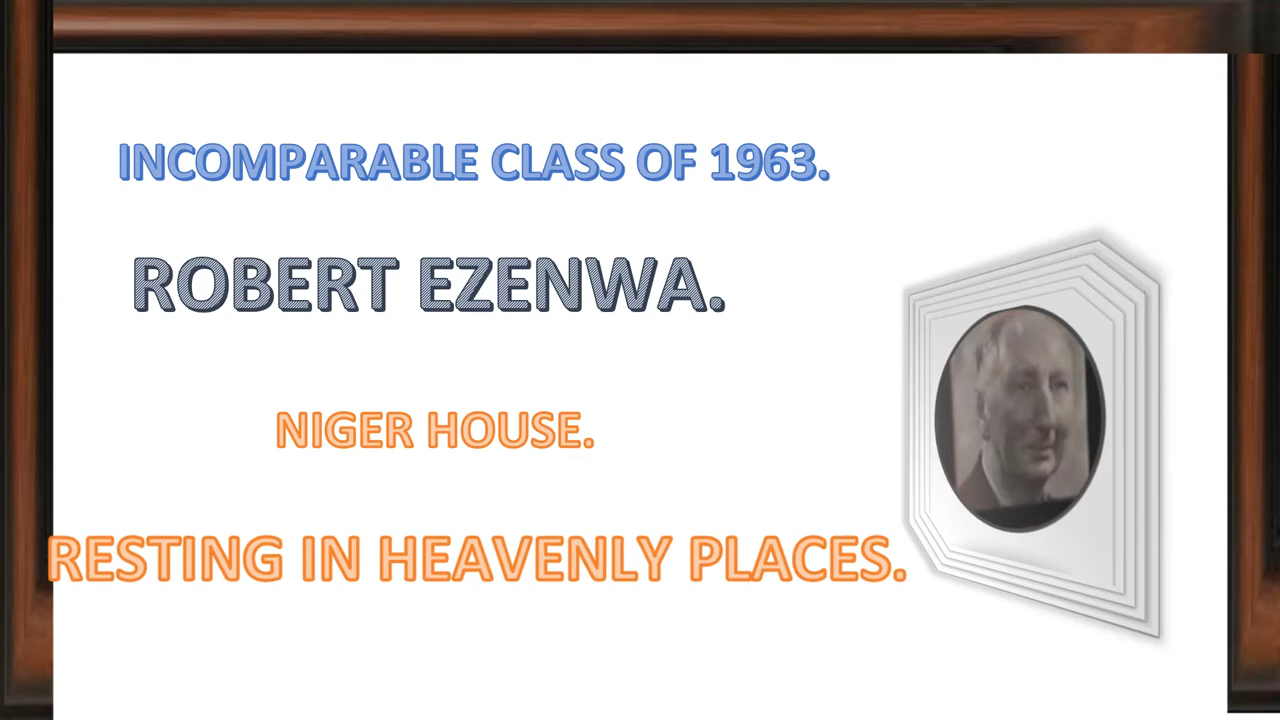 INCOMPARABLE CLASS OF 1963.
ROBERT EZENWA.
NIGER HOUSE.
RESTING IN HEAVENLY PLACES.